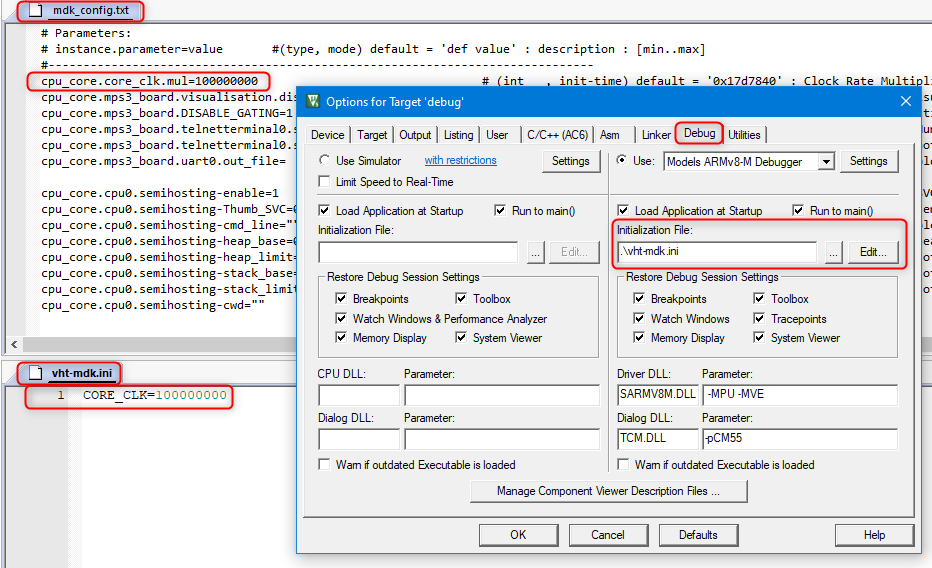 mdk_config.txt
# Parameters:
# instance.parameter=value #(type, mode) default = 'def value' : description : [min..max]
#------------------------------------------------------------------------------
cpu_core.core_clk.mul=100000000 # (int , init-time) default = '0x17d7840' : Clock Rate Multipl
cpu_core.mps3_board.visualisation.dis
cpu_core.mps3_board.DISABLE_GATING=1
cpu_core.mps3_board.telnetterminal0.s
cpu_core.mps3_board.telnetterminal0.s
cpu_core.mps3_board.uart0.out_file=
cpu_core.cpu0.semihosting-enable=1
cpu_core.cpu0.semihosting-Thumb_SVC=0
cpu_core.cpu0.semihosting-cmd_line=""
cpu_core.cpu0.semihosting-heap_base=0
cpu_core.cpu0.semihosting-heap_limit=
cpu_core.cpu0.semihosting-stack_base=
cpu_core.cpu0.semihosting-stack_limit
cpu_core.cpu0.semihosting-cwd=""
vht-mdk.ini
1 CORE_CLK=100000000
Options for Target 'debug'
Device Target Output Listing User C/C++ (AC6) Asm Linker Debug Utilities
Use Simulator with restrictions Settings
Limit Speed to Real-Time
Use: Models ARMv8-M Debugger Settings
Load Application at Startup Run to main()
Initialization File:
... Edit...
Load Application at Startup Run to main()
Initialization File:
.\vht-mdk.ini ... Edit...
Restore Debug Session Settings
Breakpoints Toolbox
Watch Windows & Performance Analyzer
Memory Display System Viewer
Restore Debug Session Settings
Breakpoints Toolbox
Watch Windows Tracepoints
Memory Display System Viewer
CPU DLL: Parameter:
Dialog DLL: Parameter:
Warn if outdated Executable is loaded
Driver DLL: Parameter:
SARMV8M.DLL -MPU -MVE
Dialog DLL: Parameter:
TCM.DLL -pCM55
Warn if outdated Executable is loaded
Manage Component Viewer Description Files ...
OK Cancel Defaults Help